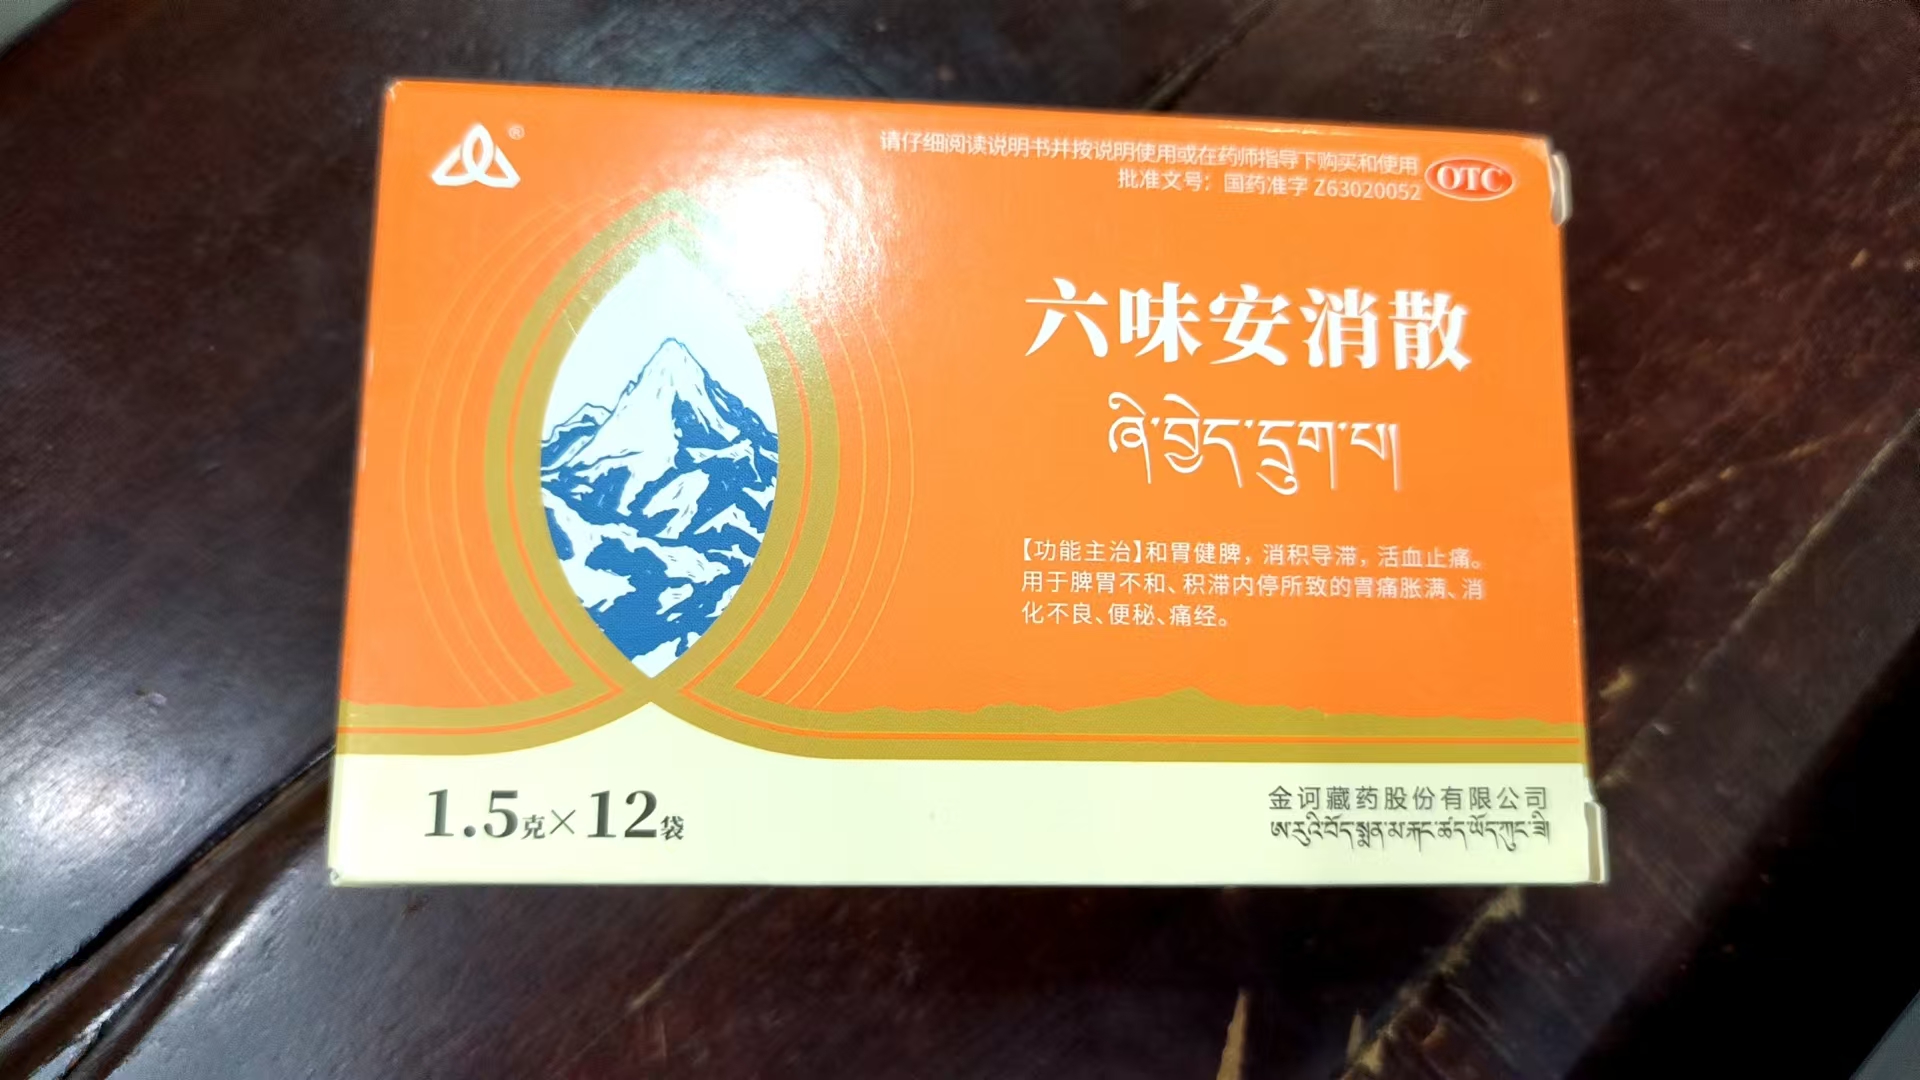 ®
请仔细阅读说明书并按说明使用或在药师指导下购买和使用
批准文号：国药准字 Z63020052
OTC
六味安消散
ཞི་བྱེད་དྲུག་པ།
【功能主治】和胃健脾，消积导滞，活血止痛。
用于脾胃不和、积滞内停所致的胃痛胀满、消
化不良、便秘、痛经。
1.5克×12袋
金诃藏药股份有限公司
ཨ་རུའི་བོད་སྨན་མ་རྐང་ཚད་ཡོད་ཀུང་ཟི།